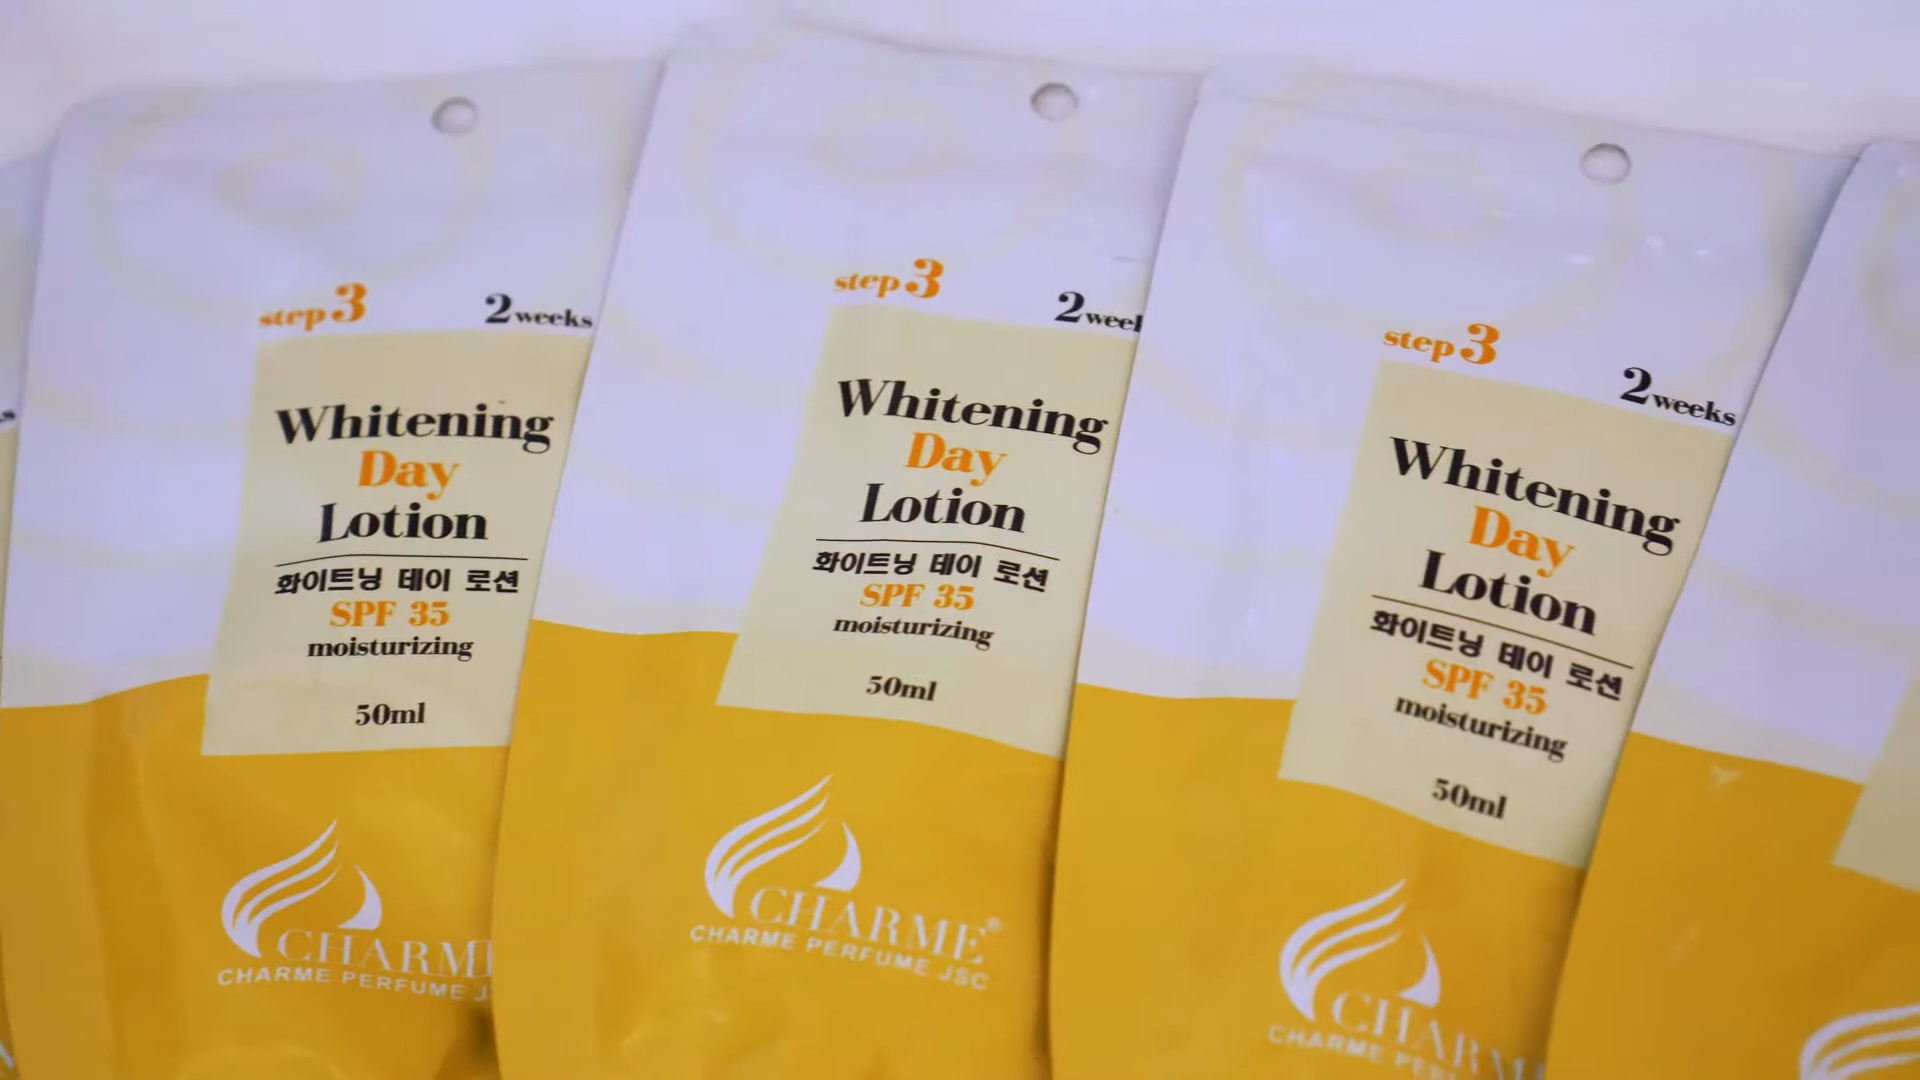 step 3
2 weeks
Whitening
Day
Lotion
화이트닝 데이 로션
SPF 35
moisturizing
50ml
CHARME
CHARME PERFUME
step 3
2
Whitening
Day
Lotion
화이트닝 데이 로션
SPF 35
moisturizing
50ml
CHARME®
CHARME PERFUME JSC
step 3
2 weeks
Whitening
Day
Lotion
화이트닝 데이 로션
SPF 35
moisturizing
50ml
CHARME
CHARME